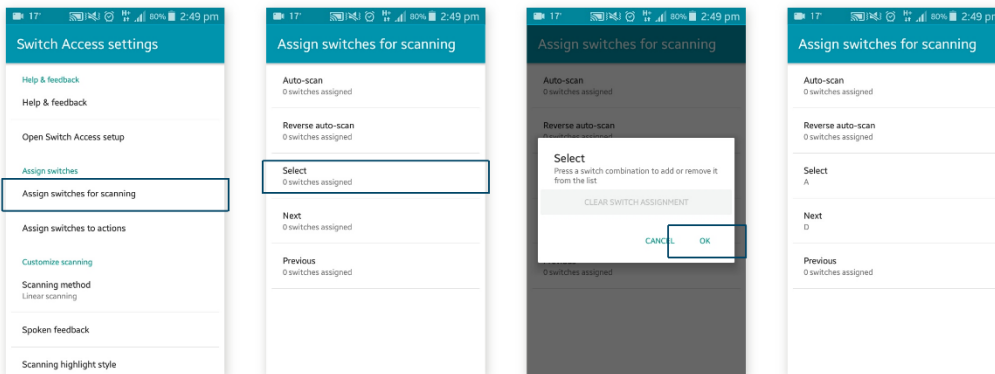 17° H+ 80% 2:49 pm
Switch Access settings
Help & feedback
Help & feedback
Open Switch Access setup
Assign switches
Assign switches for scanning
Assign switches to actions
Customize scanning
Scanning method
Linear scanning
Spoken feedback
Scanning highlight style
17° H+ 80% 2:49 pm
Assign switches for scanning
Auto-scan
0 switches assigned
Reverse auto-scan
0 switches assigned
Select
0 switches assigned
Next
0 switches assigned
Previous
0 switches assigned
17° H+ 80% 2:49 pm
Assign switches for scanning
Auto-scan
0 switches assigned
Reverse auto-scan
0 switches assigned
Select
Press a switch combination to add or remove it
from the list
CLEAR SWITCH ASSIGNMENT
CANCEL OK
0 switches assigned
17° H+ 80% 2:49 pm
Assign switches for scanning
Auto-scan
0 switches assigned
Reverse auto-scan
0 switches assigned
Select
A
Next
D
Previous
0 switches assigned